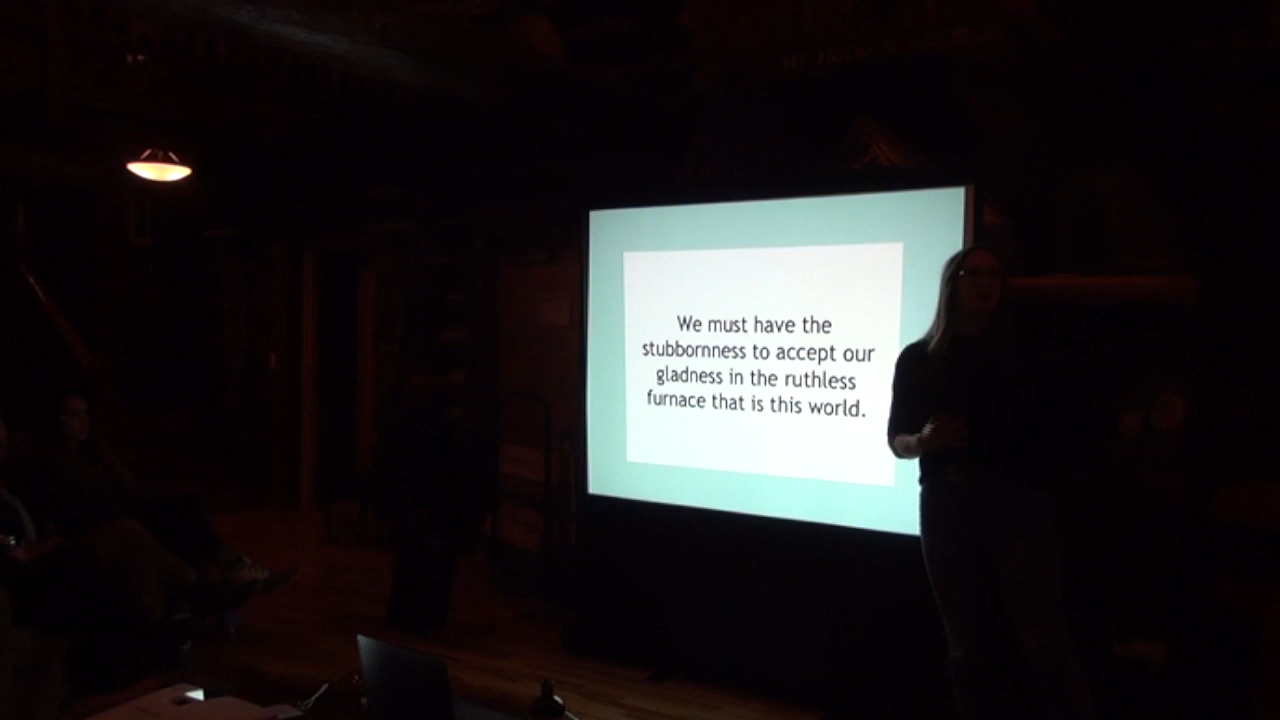 We must have the
stubbornness to accept our
gladness in the ruthless
furnace that is this world.